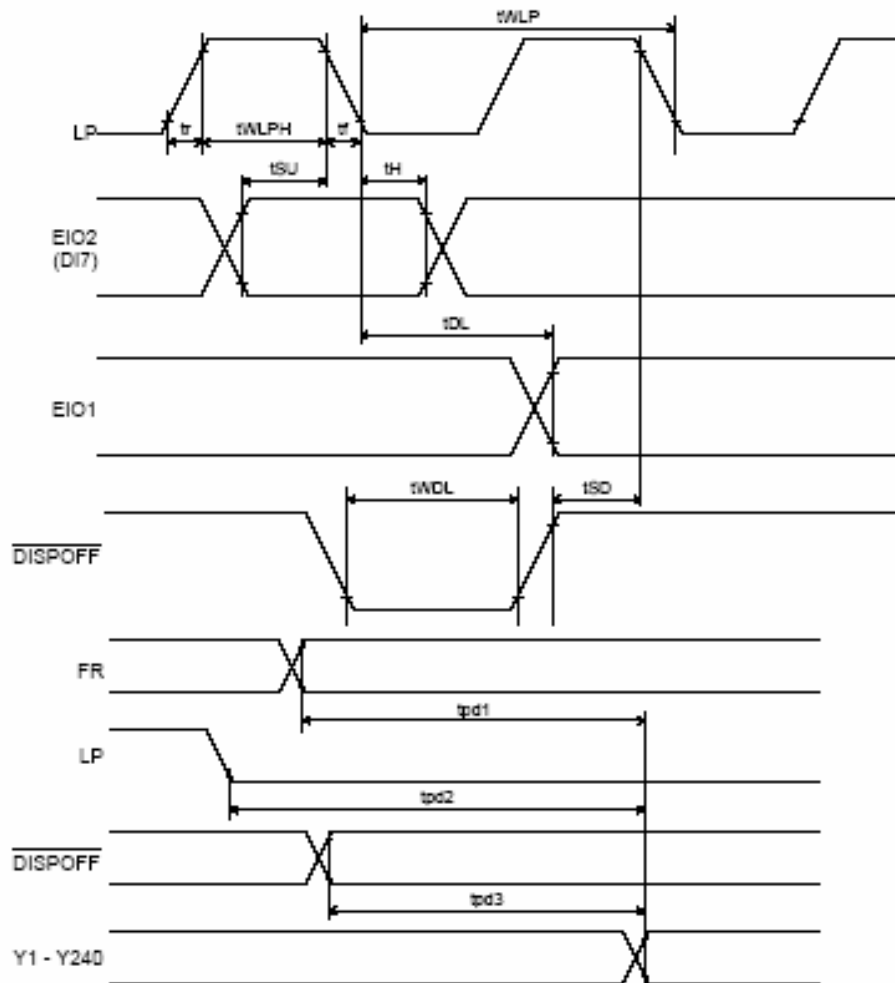 tWLP
LP
tr
tWLPH
tf
tSU
tH
EIO2
(DI7)
tDL
EIO1
tWDL
tSD
DISPOFF
FR
tpd1
LP
tpd2
DISPOFF
tpd3
Y1 - Y240